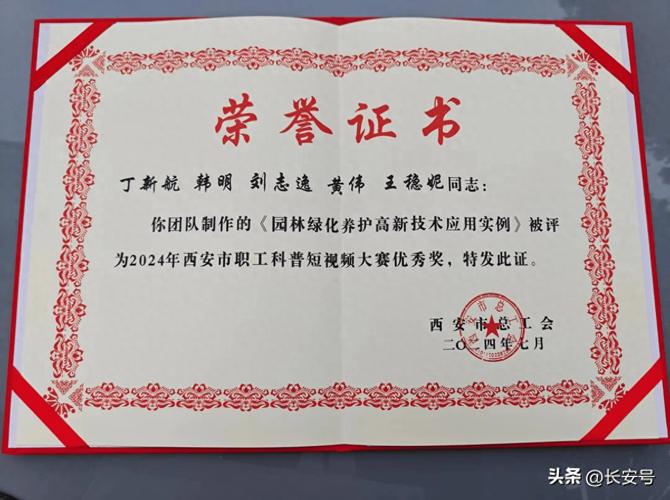 荣誉证书
丁新航 韩明 刘志逸 黄伟 王稳妮同志：
你团队制作的《园林绿化养护高新技术应用实例》被评
为2024年西安市职工科普短视频大赛优秀奖，特发此证。
西安市总工会
二〇二四年七月
头条 @长安号